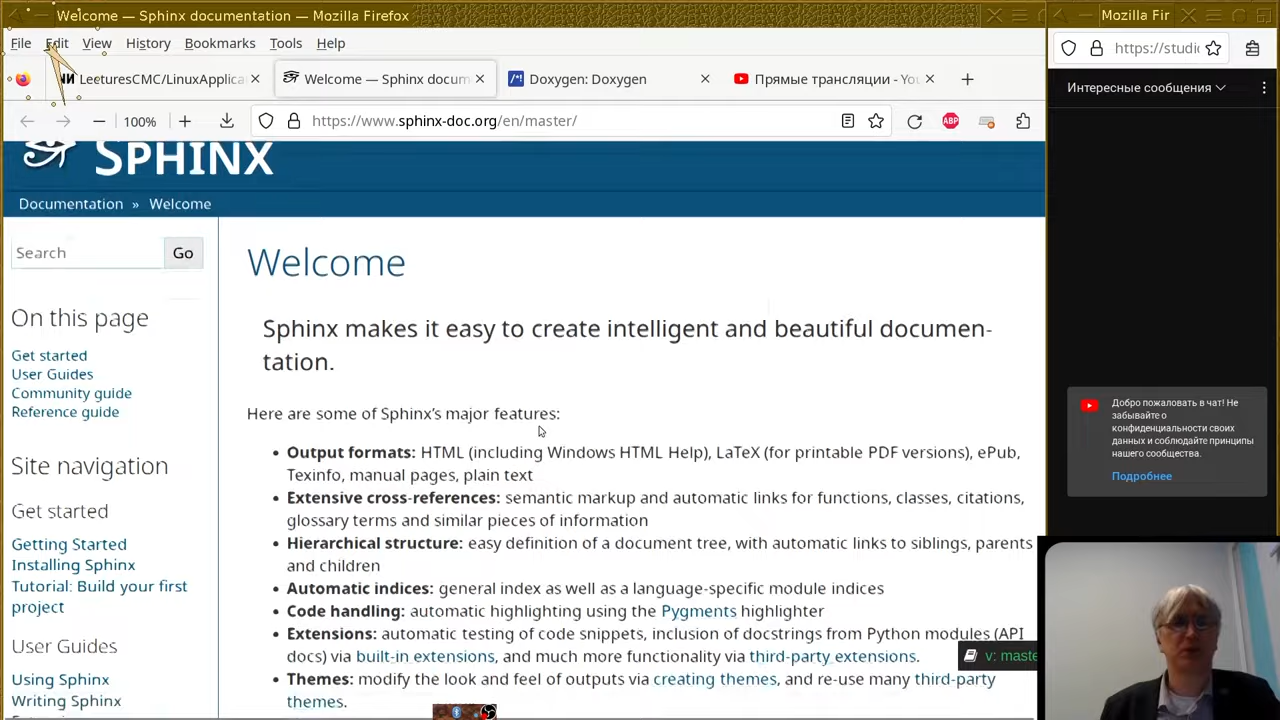 Welcome — Sphinx documentation — Mozilla Firefox
Mozilla Fir
File Edit View History Bookmarks Tools Help
https://studi
LecturesCMC/LinuxApplica
Welcome — Sphinx docum
Doxygen: Doxygen
Прямые трансляции - You
Интересные сообщения
100%
https://www.sphinx-doc.org/en/master/
ABP
SPHINX
Documentation » Welcome
Search Go
On this page
Get started
User Guides
Community guide
Reference guide
Site navigation
Get started
Getting Started
Installing Sphinx
Tutorial: Build your first
project
User Guides
Using Sphinx
Writing Sphinx
Welcome
Sphinx makes it easy to create intelligent and beautiful documen-
tation.
Here are some of Sphinx’s major features:
• Output formats: HTML (including Windows HTML Help), LaTeX (for printable PDF versions), ePub,
Texinfo, manual pages, plain text
• Extensive cross-references: semantic markup and automatic links for functions, classes, citations,
glossary terms and similar pieces of information
• Hierarchical structure: easy definition of a document tree, with automatic links to siblings, parents
and children
• Automatic indices: general index as well as a language-specific module indices
• Code handling: automatic highlighting using the Pygments highlighter
• Extensions: automatic testing of code snippets, inclusion of docstrings from Python modules (API
docs) via built-in extensions, and much more functionality via third-party extensions.
• Themes: modify the look and feel of outputs via creating themes, and re-use many third-party
themes.
v: maste
Добро пожаловать в чат! Не
забывайте о
конфиденциальности своих
данных и соблюдайте принципы
нашего сообщества.
Подробнее